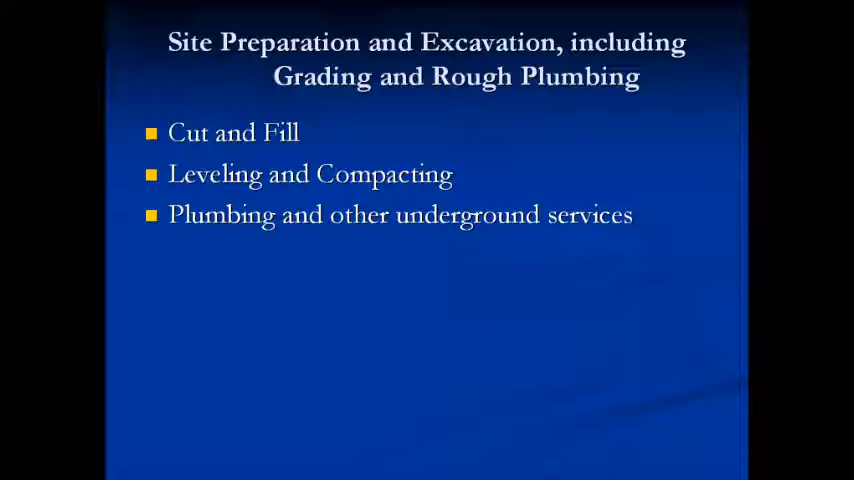 Site Preparation and Excavation, including
Grading and Rough Plumbing
Cut and Fill
Leveling and Compacting
Plumbing and other underground services